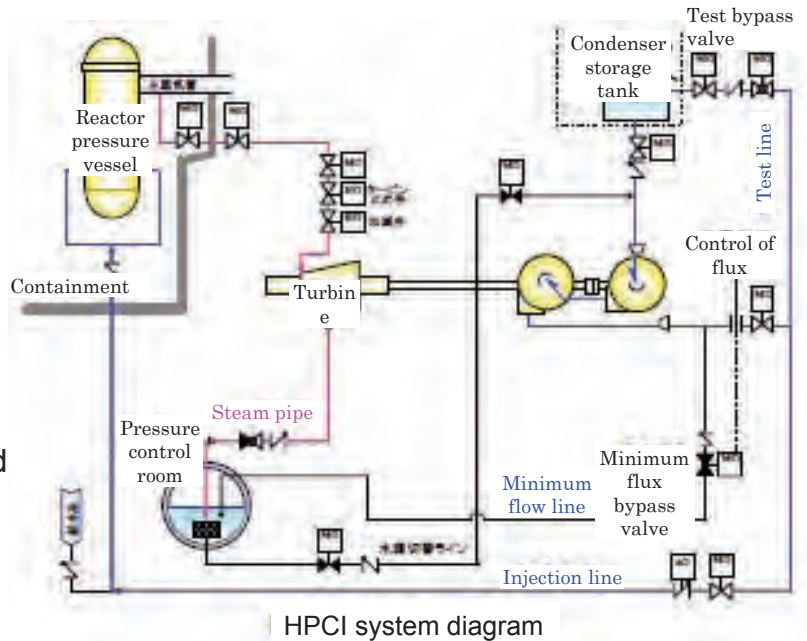 Test bypass
valve
Condenser
storage
tank
Reactor
pressure
vessel
Test line
Control of
flux
Containment
Turbin
e
Steam pipe
Pressure
control
room
d
Minimum
flow line
Minimum
flux
bypass
valve
Injection line
HPCI system diagram